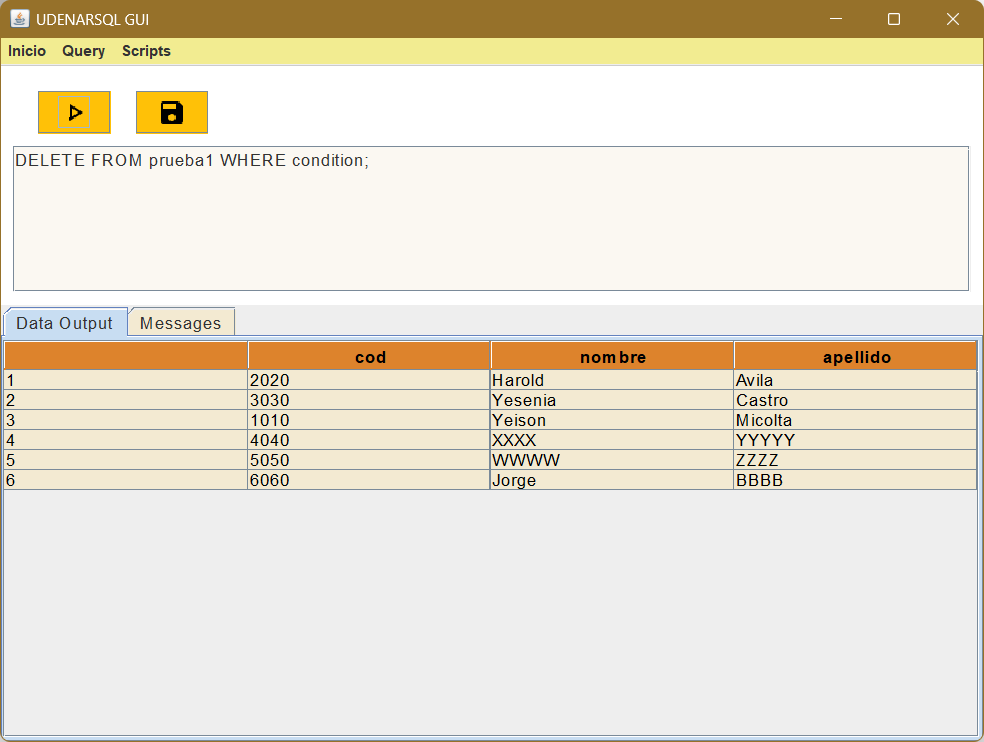 UDENARSQL GUI
Inicio Query Scripts
DELETE FROM prueba1 WHERE condition;
Data Output Messages
cod nombre apellido
1 2020 Harold Avila
2 3030 Yesenia Castro
3 1010 Yeison Micolta
4 4040 XXXX YYYYY
5 5050 WWWW ZZZZ
6 6060 Jorge BBBB